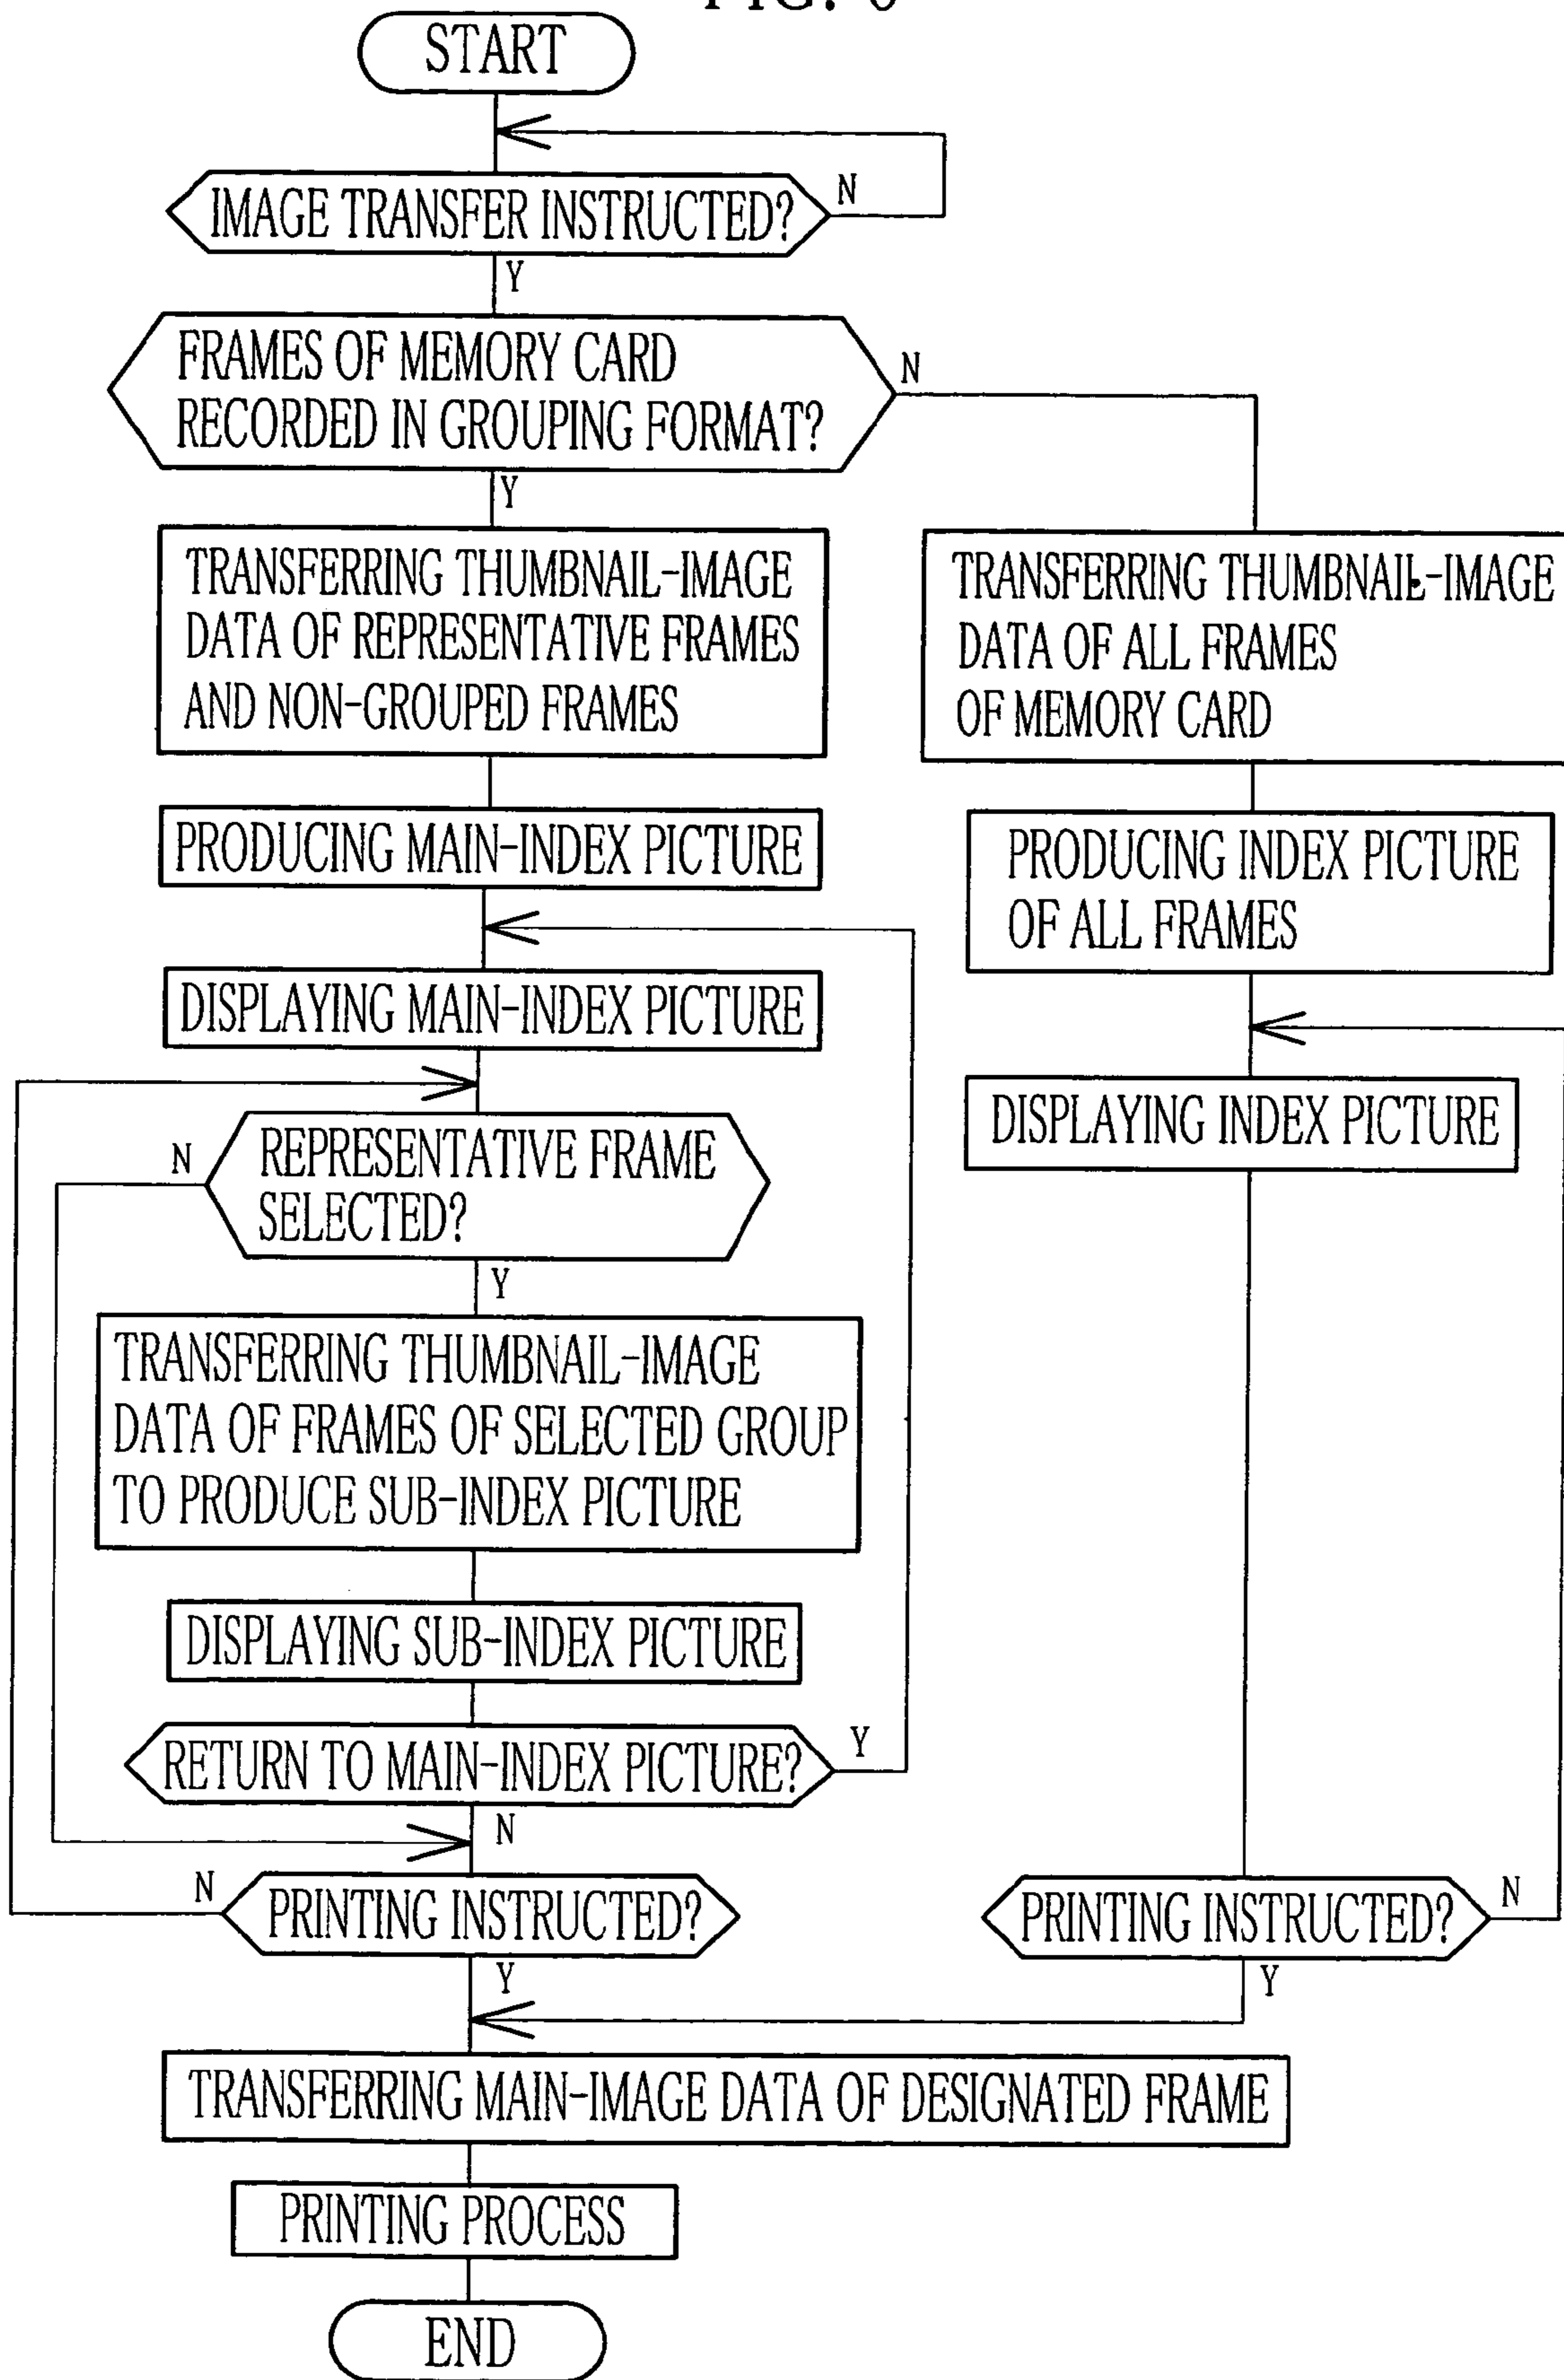 FIG.
START
IMAGE TRANSFER INSTRUCTED?
N
Y
FRAMES OF MEMORY CARD
RECORDED IN GROUPING FORMAT?
N
Y
TRANSFERRING THUMBNAIL-IMAGE
DATA OF REPRESENTATIVE FRAMES
AND NON-GROUPED FRAMES
PRODUCING MAIN-INDEX PICTURE
DISPLAYING MAIN-INDEX PICTURE
N
REPRESENTATIVE FRAME
SELECTED?
Y
TRANSFERRING THUMBNAIL-IMAGE
DATA OF FRAMES OF SELECTED GROUP
TO PRODUCE SUB-INDEX PICTURE
DISPLAYING SUB-INDEX PICTURE
RETURN TO MAIN-INDEX PICTURE?
Y
N
N
PRINTING INSTRUCTED?
Y
TRANSFERRING THUMBNAIL-IMAGE
DATA OF ALL FRAMES
OF MEMORY CARD
PRODUCING INDEX PICTURE
OF ALL FRAMES
DISPLAYING INDEX PICTURE
PRINTING INSTRUCTED?
N
Y
TRANSFERRING MAIN-IMAGE DATA OF DESIGNATED FRAME
PRINTING PROCESS
END